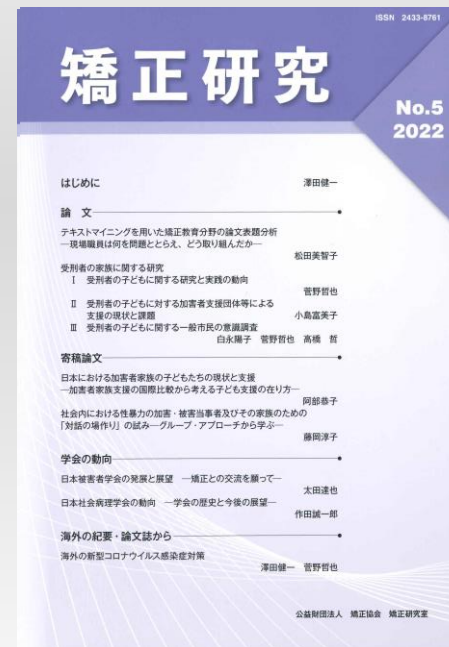 ISSN 2433-8761
矯正研究
No.5
2022
はじめに 澤田健一
論 文
テキストマイニングを用いた矯正教育分野の論文表題分析
―現場職員は何を問題ととらえ、どう取り組んだか―
松田美智子
受刑者の家族に関する研究
Ⅰ 受刑者の子どもに関する研究と実践の動向
菅野哲也
Ⅱ 受刑者の子どもに対する加害者支援団体等による
支援の現状と課題 小島富美子
Ⅲ 受刑者の子どもに関する一般市民の意識調査
白永陽子 菅野哲也 高橋 哲
寄稿論文
日本における加害者家族の子どもたちの現状と支援
―加害者家族支援の国際比較から考える子ども支援の在り方―
阿部恭子
社会内における性暴力の加害・被害当事者及びその家族のための
「対話の場作り」の試み―グループ・アプローチから学ぶ―
藤岡淳子
学会の動向
日本被害者学会の発展と展望 ―矯正との交流を願って―
太田達也
日本社会病理学会の動向 ―学会の歴史と今後の展望―
作田誠一郎
海外の紀要・論文誌から
海外の新型コロナウイルス感染症対策
澤田健一 菅野哲也
公益財団法人 矯正協会 矯正研究室